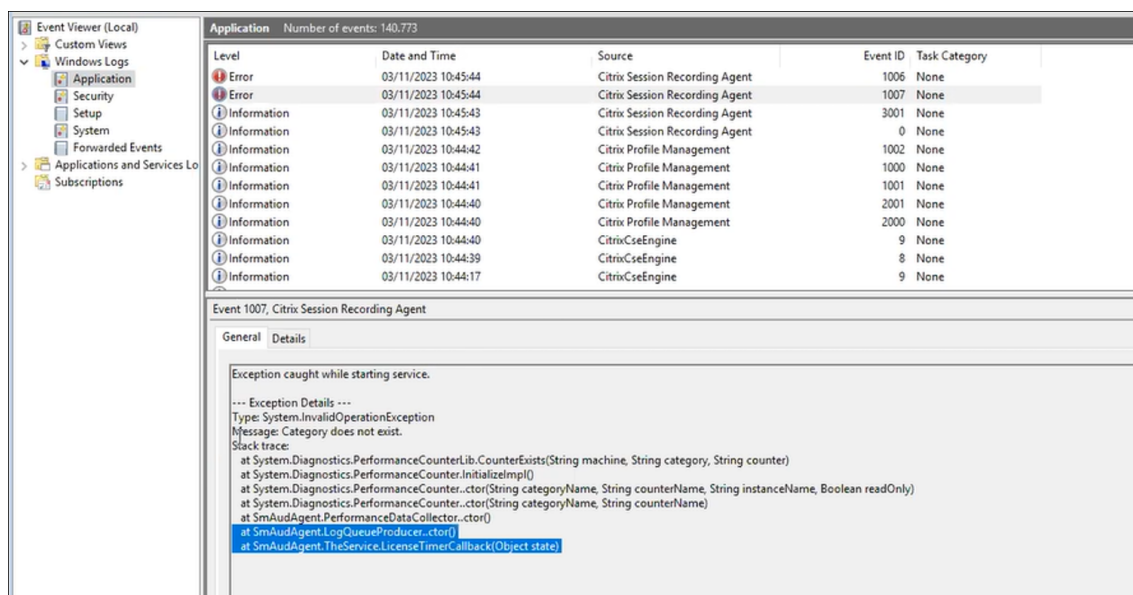 Event Viewer (Local)
Custom Views
Windows Logs
Application
Security
Setup
System
Forwarded Events
Applications and Services Lo
Subscriptions
Application Number of events: 140.773
Level Date and Time Source Event ID Task Category
Error 03/11/2023 10:45:44 Citrix Session Recording Agent 1006 None
Error 03/11/2023 10:45:44 Citrix Session Recording Agent 1007 None
Information 03/11/2023 10:45:43 Citrix Session Recording Agent 3001 None
Information 03/11/2023 10:45:43 Citrix Session Recording Agent 0 None
Information 03/11/2023 10:44:42 Citrix Profile Management 1002 None
Information 03/11/2023 10:44:41 Citrix Profile Management 1000 None
Information 03/11/2023 10:44:41 Citrix Profile Management 1001 None
Information 03/11/2023 10:44:40 Citrix Profile Management 2001 None
Information 03/11/2023 10:44:40 Citrix Profile Management 2000 None
Information 03/11/2023 10:44:40 CitrixCseEngine 9 None
Information 03/11/2023 10:44:39 CitrixCseEngine 8 None
Information 03/11/2023 10:44:17 CitrixCseEngine 9 None
Event 1007, Citrix Session Recording Agent
General Details
Exception caught while starting service.
--- Exception Details ---
Type: System.InvalidOperationException
Message: Category does not exist.
Stack trace:
at System.Diagnostics.PerformanceCounterLib.CounterExists(String machine, String category, String counter)
at System.Diagnostics.PerformanceCounter.InitializeImpl()
at System.Diagnostics.PerformanceCounter..ctor(String categoryName, String counterName, String instanceName, Boolean readOnly)
at System.Diagnostics.PerformanceCounter..ctor(String categoryName, String counterName)
at SmAudAgent.PerformanceDataCollector..ctor()
at SmAudAgent.LogQueueProducer..ctor()
at SmAudAgent.TheService.LicenseTimerCallback(Object state)